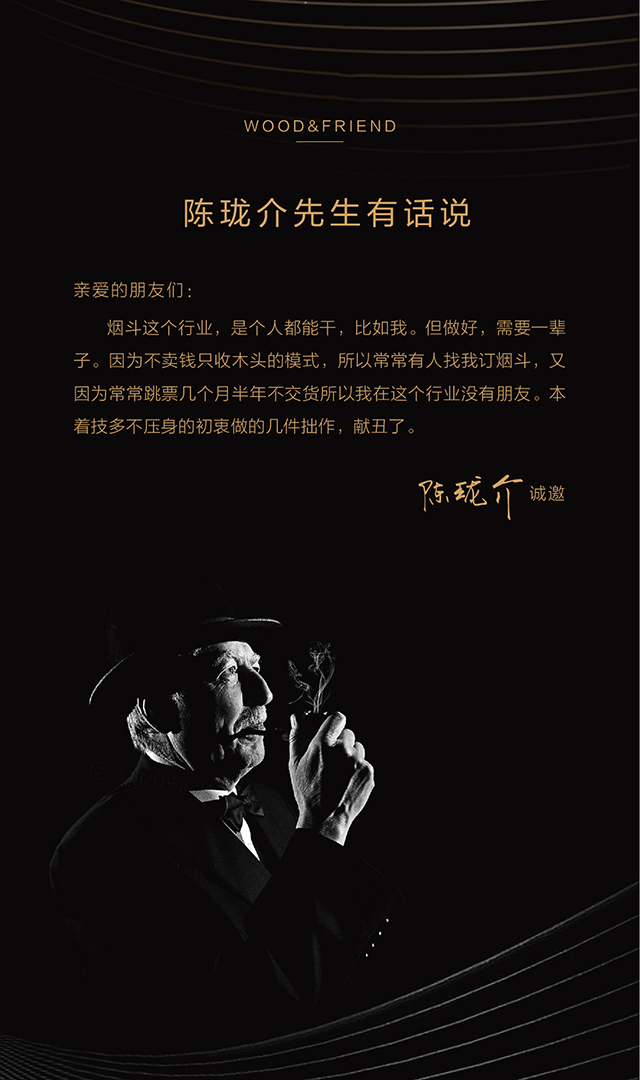 WOOD&FRIEND
陈珑介先生有话说
亲爱的朋友们：
烟斗这个行业，是个人都能干，比如我。但做好，需要一辈
子。因为不卖钱只收木头的模式，所以常常有人找我订烟斗，又
因为常常跳票几个月半年不交货所以我在这个行业没有朋友。本
着技多不压身的初衷做的几件拙作，献丑了。
陈珑介 诚邀